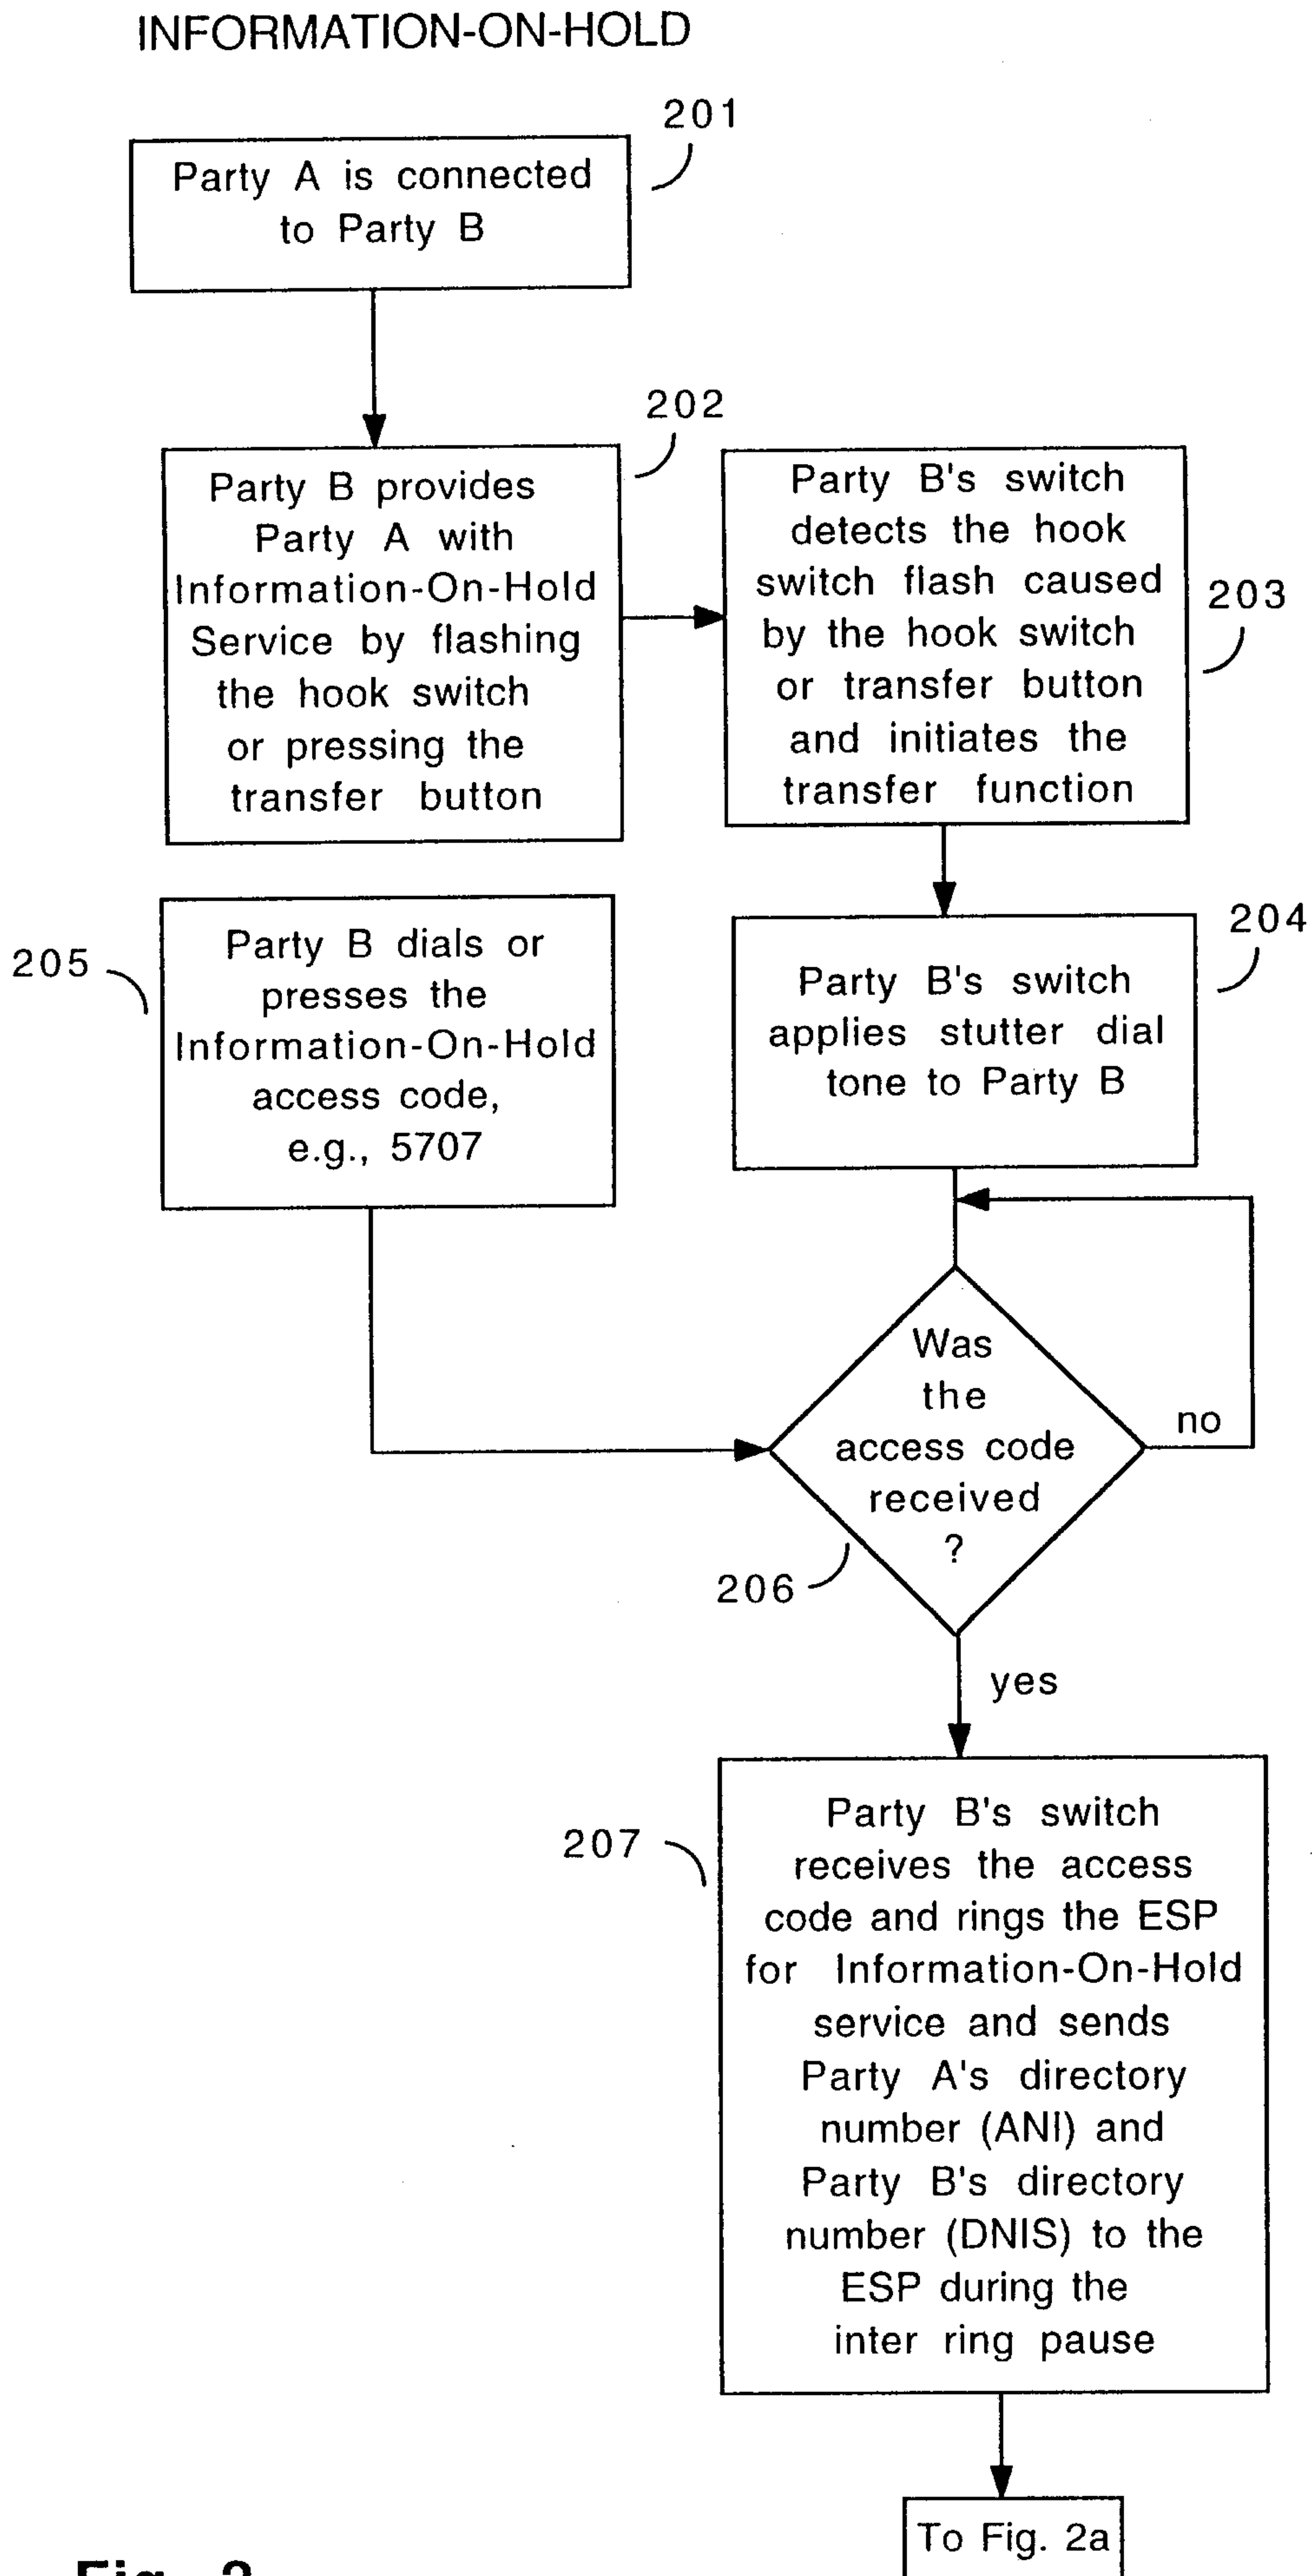 INFORMATION-ON-HOLD
201
Party A is connected
to Party B
202
Party B provides
Party A with
Information-On-Hold
Service by flashing
the hook switch
or pressing the
transfer button
Party B's switch
detects the hook
switch flash caused
by the hook switch
or transfer button
and initiates the
transfer function
203
204
Party B's switch
applies stutter dial
tone to Party B
205
Party B dials or
presses the
Information-On-Hold
access code,
e.g., 5707
Was
the
access code
received
?
no
206
yes
207
Party B's switch
receives the access
code and rings the ESP
for Information-On-Hold
service and sends
Party A's directory
number (ANI) and
Party B's directory
number (DNIS) to the
ESP during the
inter ring pause
To Fig. 2a
Fig. 2